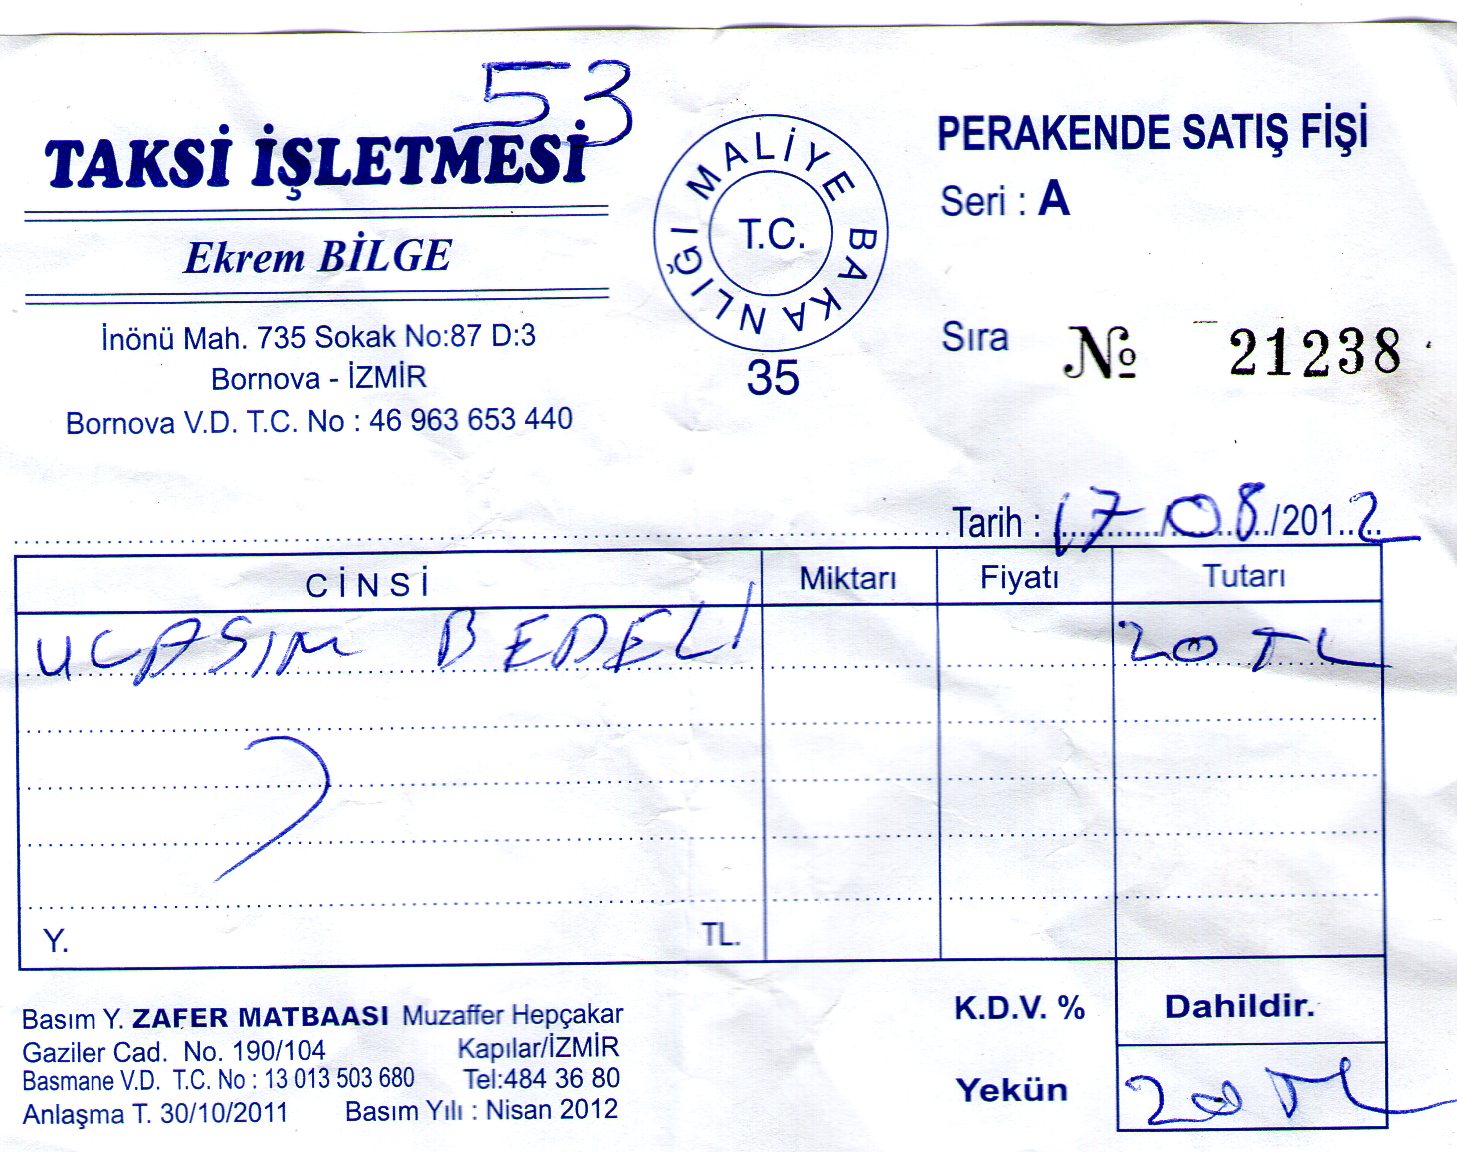 53
TAKSİ İŞLETMESİ
Ekrem BİLGE
İnönü Mah. 735 Sokak No:87 D:3
Bornova - İZMİR
Bornova V.D. T.C. No : 46 963 653 440
MALİYE BAKANLIĞI
T.C.
35
PERAKENDE SATIŞ FİŞİ
Seri : A
Sıra № 21238
Tarih : 17/08/2012
CİNSİ Miktarı Fiyatı Tutarı
ULASIM BEDELI 20 TL
Y. TL.
K.D.V. % Dahildir.
Yekün 20 TL
Basım Y. ZAFER MATBAASI Muzaffer Hepçakar
Gaziler Cad. No. 190/104 Kapılar/İZMİR
Basmane V.D. T.C. No : 13 013 503 680 Tel:484 36 80
Anlaşma T. 30/10/2011 Basım Yılı : Nisan 2012